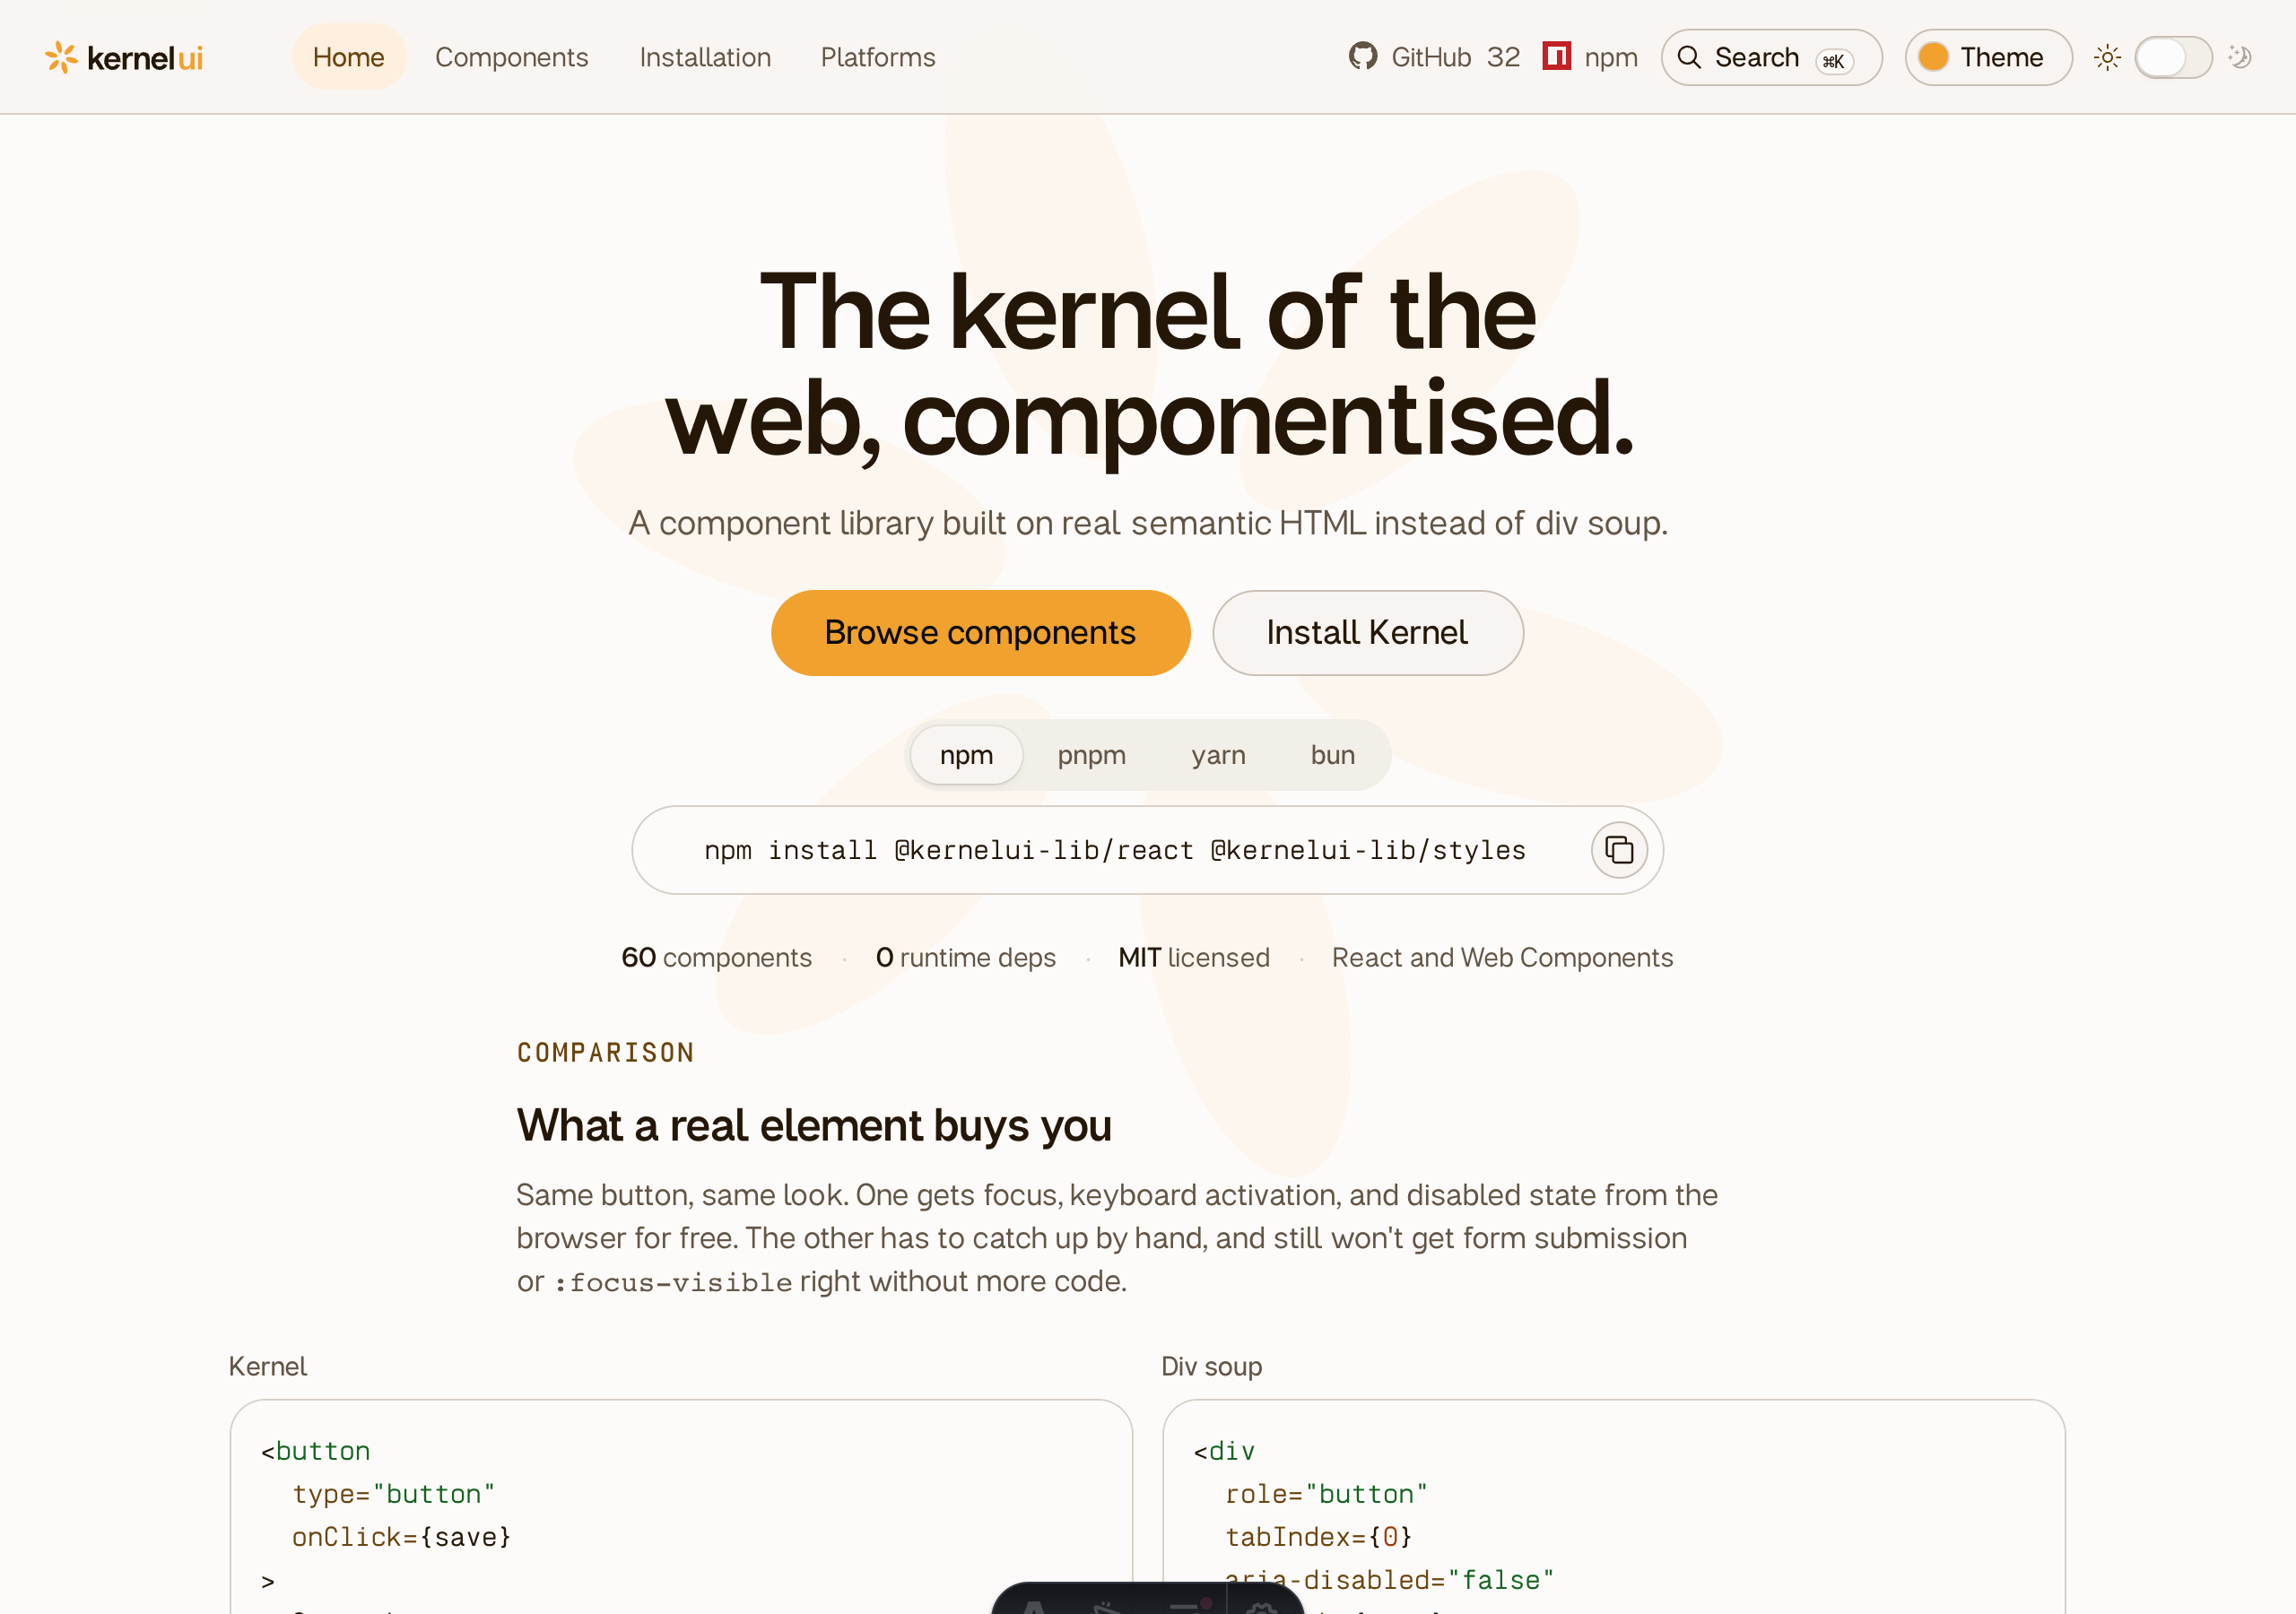 kernelui
Home
Components
Installation
Platforms
GitHub 32
npm
Search ⌘K
Theme
The kernel of the
web, componentised.
A component library built on real semantic HTML instead of div soup.
Browse components
Install Kernel
npm
pnpm
yarn
bun
npm install @kernelui-lib/react @kernelui-lib/styles
60 components · 0 runtime deps · MIT licensed · React and Web Components
COMPARISON
What a real element buys you
Same button, same look. One gets focus, keyboard activation, and disabled state from the
browser for free. The other has to catch up by hand, and still won't get form submission
or :focus-visible right without more code.
Kernel
<button
  type="button"
  onClick={save}
>
Div soup
<div
  role="button"
  tabIndex={0}
  aria-disabled="false"